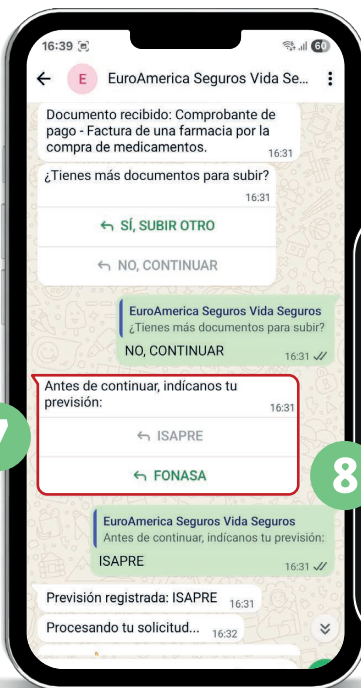 16:39
60
E
EuroAmerica Seguros Vida Se...
Documento recibido: Comprobante de
pago - Factura de una farmacia por la
compra de medicamentos.
16:31
¿Tienes más documentos para subir?
16:31
SÍ, SUBIR OTRO
NO, CONTINUAR
EuroAmerica Seguros Vida Seguros
¿Tienes más documentos para subir?
NO, CONTINUAR
16:31
Antes de continuar, indícanos tu
previsión:
16:31
ISAPRE
FONASA
7
8
EuroAmerica Seguros Vida Seguros
Antes de continuar, indícanos tu previsión:
ISAPRE
16:31
Previsión registrada: ISAPRE 16:31
Procesando tu solicitud... 16:32